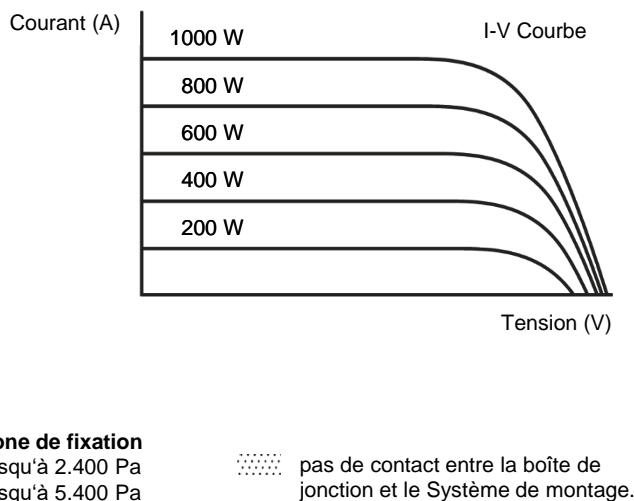 Courant (A)
I-V Courbe
1000 W
800 W
600 W
400 W
200 W
Tension (V)
one de fixation
squ'à 2.400 Pa
squ'à 5.400 Pa
pas de contact entre la boîte de
jonction et le Système de montage.